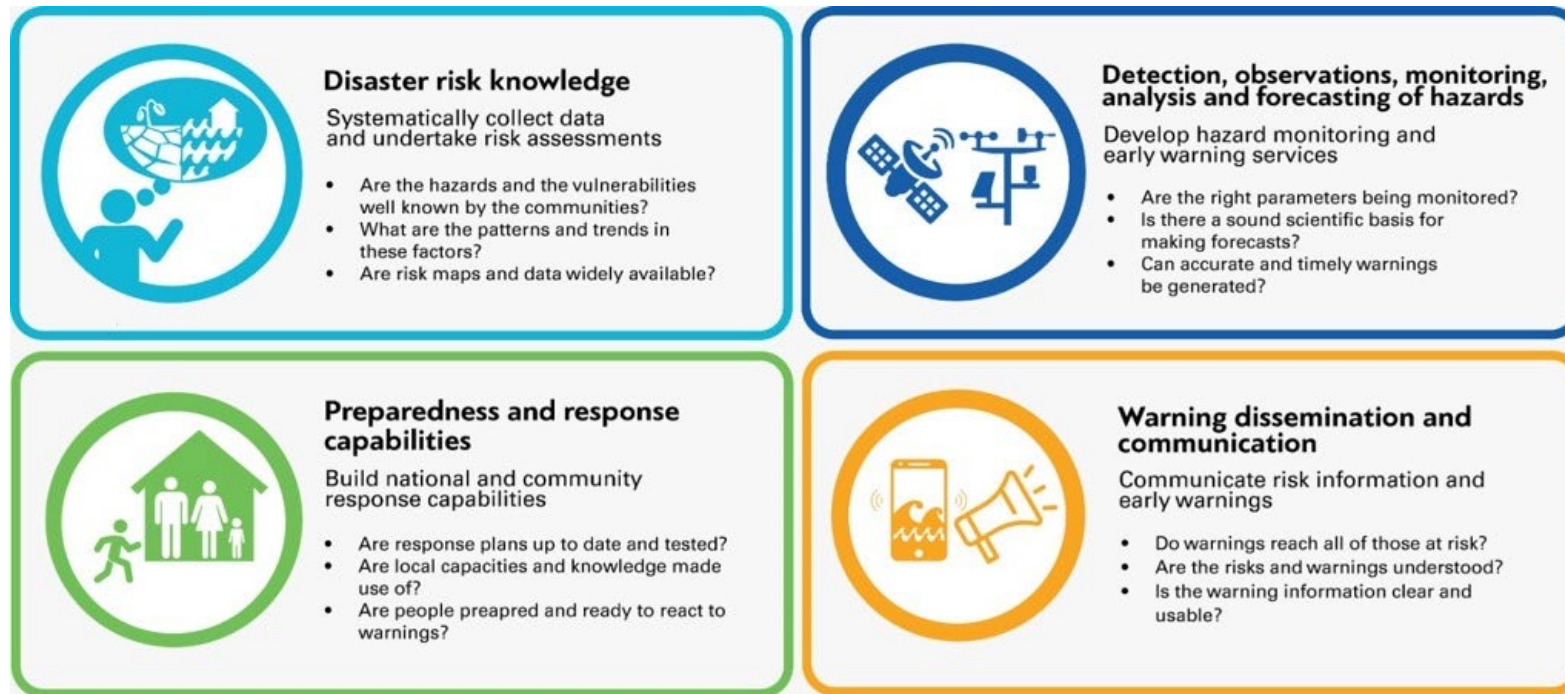 Disaster risk knowledge
Systematically collect data
and undertake risk assessments
• Are the hazards and the vulnerabilities
well known by the communities?
• What are the patterns and trends in
these factors?
• Are risk maps and data widely available?
Detection, observations, monitoring,
analysis and forecasting of hazards
Develop hazard monitoring and
early warning services
• Are the right parameters being monitored?
• Is there a sound scientific basis for
making forecasts?
• Can accurate and timely warnings
be generated?
Preparedness and response
capabilities
Build national and community
response capabilities
• Are response plans up to date and tested?
• Are local capacities and knowledge made
use of?
• Are people preapred and ready to react to
warnings?
Warning dissemination and
communication
Communicate risk information and
early warnings
• Do warnings reach all of those at risk?
• Are the risks and warnings understood?
• Is the warning information clear and
usable?